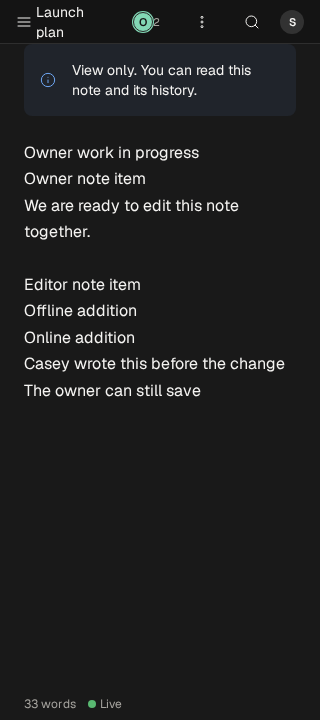 Launch
plan
O 2
S
View only. You can read this
note and its history.
Owner work in progress
Owner note item
We are ready to edit this note
together.
Editor note item
Offline addition
Online addition
Casey wrote this before the change
The owner can still save
33 words Live